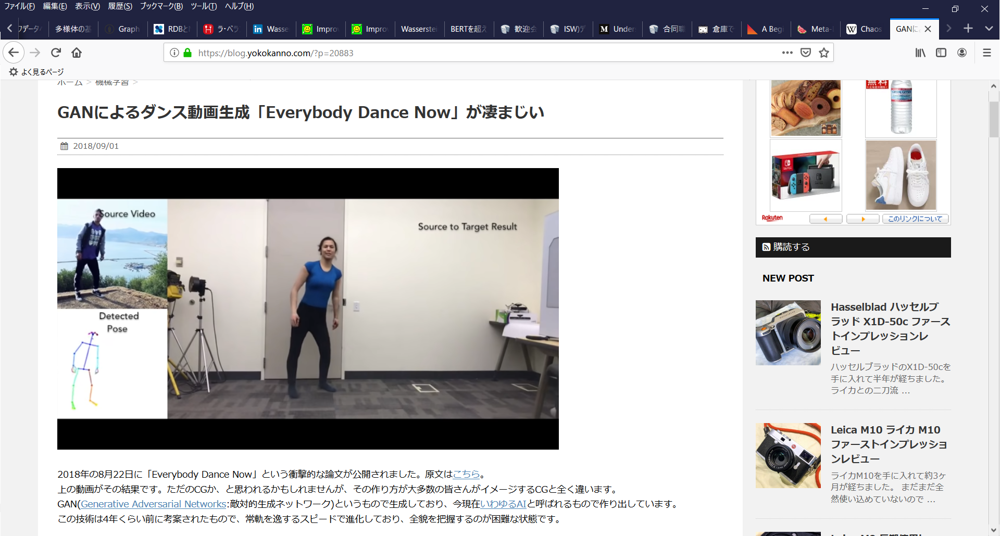 ファイル(F) 編集(E) 表示(V) 履歴(S) ブックマーク(B) ツール(T) ヘルプ(H)
多様体の基 Graph RDBと ラ・ベラ Wasse Improv Improv Wasserstei BERTを超え 歓迎会 ISW)デ Under 合同職 倉庫で A Begi Meta- Chaos GANに
https://blog.yokokanno.com/?p=20883
よく見るページ
ホーム > 機械学習 >
GANによるダンス動画生成「Everybody Dance Now」が凄まじい
2018/09/01
Source Video
Source to Target Result
Detected
Pose
2018年の8月22日に「Everybody Dance Now」という衝撃的な論文が公開されました。原文はこちら。
上の動画がその結果です。ただのCGか、と思われるかもしれませんが、その作り方が大多数の皆さんがイメージするCGと全く違います。
GAN(Generative Adversarial Networks:敵対的生成ネットワーク)というもので生成しており、今現在いわゆるAIと呼ばれるもので作り出しています。
この技術は4年くらい前に考案されたもので、常軌を逸するスピードで進化しており、全貌を把握するのが困難な状態です。
無料
CRYSTAL GEYSER
Rakuten このリンクについて
購読する
NEW POST
Hasselblad ハッセルブ
ラッド X1D-50c ファース
トインプレッションレ
ビュー
ハッセルブラッドのX1D-50cを
手に入れて半年が経ちました。
ライカとの二刀流 ...
Leica M10 ライカ M10
ファーストインプレッショ
ンレビュー
ライカM10を手に入れて約3ヶ
月が経ちました。 まだまだ全
然使い込めていないので ...